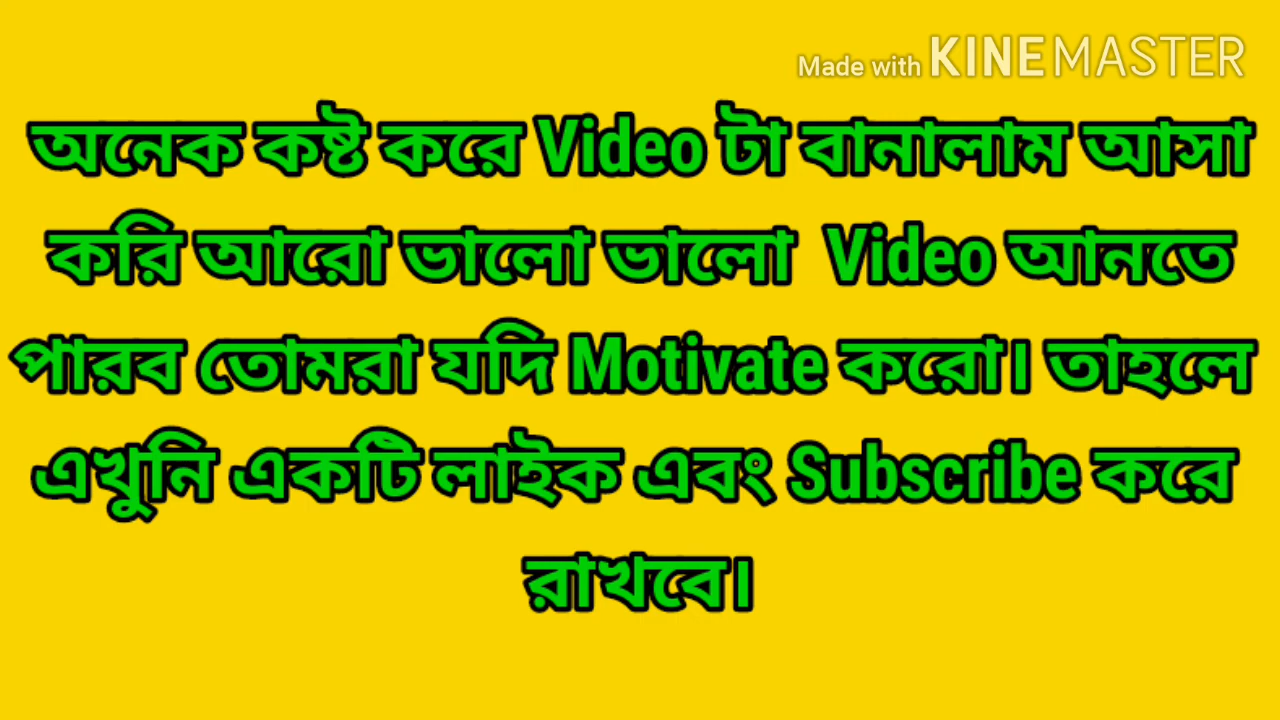 Made with KINEMASTER
অনেক কষ্ট করে Video টা বানালাম আসা
করি আরো ভালো ভালো Video আনতে
পারব তোমরা যদি Motivate করো। তাহলে
এখুনি একটি লাইক এবং Subscribe করে
রাখবে।